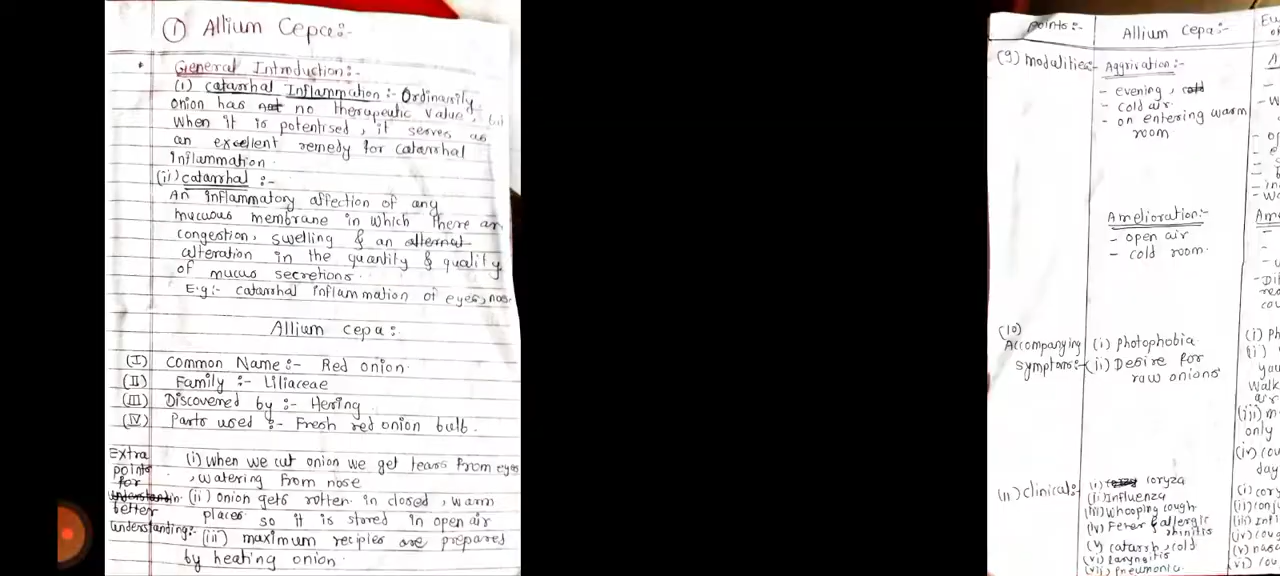 ① Allium Cepa:-
General Introduction:-
(i) catarrhal Inflammation :- Ordinarily,
onion has no therapeutic value,
when it is potentised, it serves as
an excellent remedy for catarrhal
inflammation.
(ii) catarrhal :-
An inflammatory affection of any
mucuous membrane in which there are
congestion, swelling & an alternat
alteration in the quantity & quality
of mucus secretions.
E.g:- catarrhal inflammation of eyes, nos
Allium cepa:
(I) Common Name :- Red onion.
(II) Family :- Liliaceae
(III) Discovered by :- Hering
(IV) Parts used :- Fresh red onion bulb.
Extra
points
for
better
understanding:-
(i) when we cut onion we get tears from eyes
, watering from nose
(ii) onion gets rotten in closed, warm
places so it is stored in open air
(iii) maximum recipies are prepared
by heating onion.
points:-
Allium cepa:-
(9) modalities:-
Aggrivation:-
- evening, cold
- cold air.
- on entering warm
room
Amelioration:-
- open air
- cold room.
(10)
Accompanying
symptoms:-
(i) photophobia
(ii) Desire for
raw onions
(11) clinical:-
(i) coryza
(ii) Influenza
(iii) Whooping cough
(iv) Fever & allergic
rhinitis
(v) catarrh, cold
(vi) Laryngitis
(vii) Pneumonia.